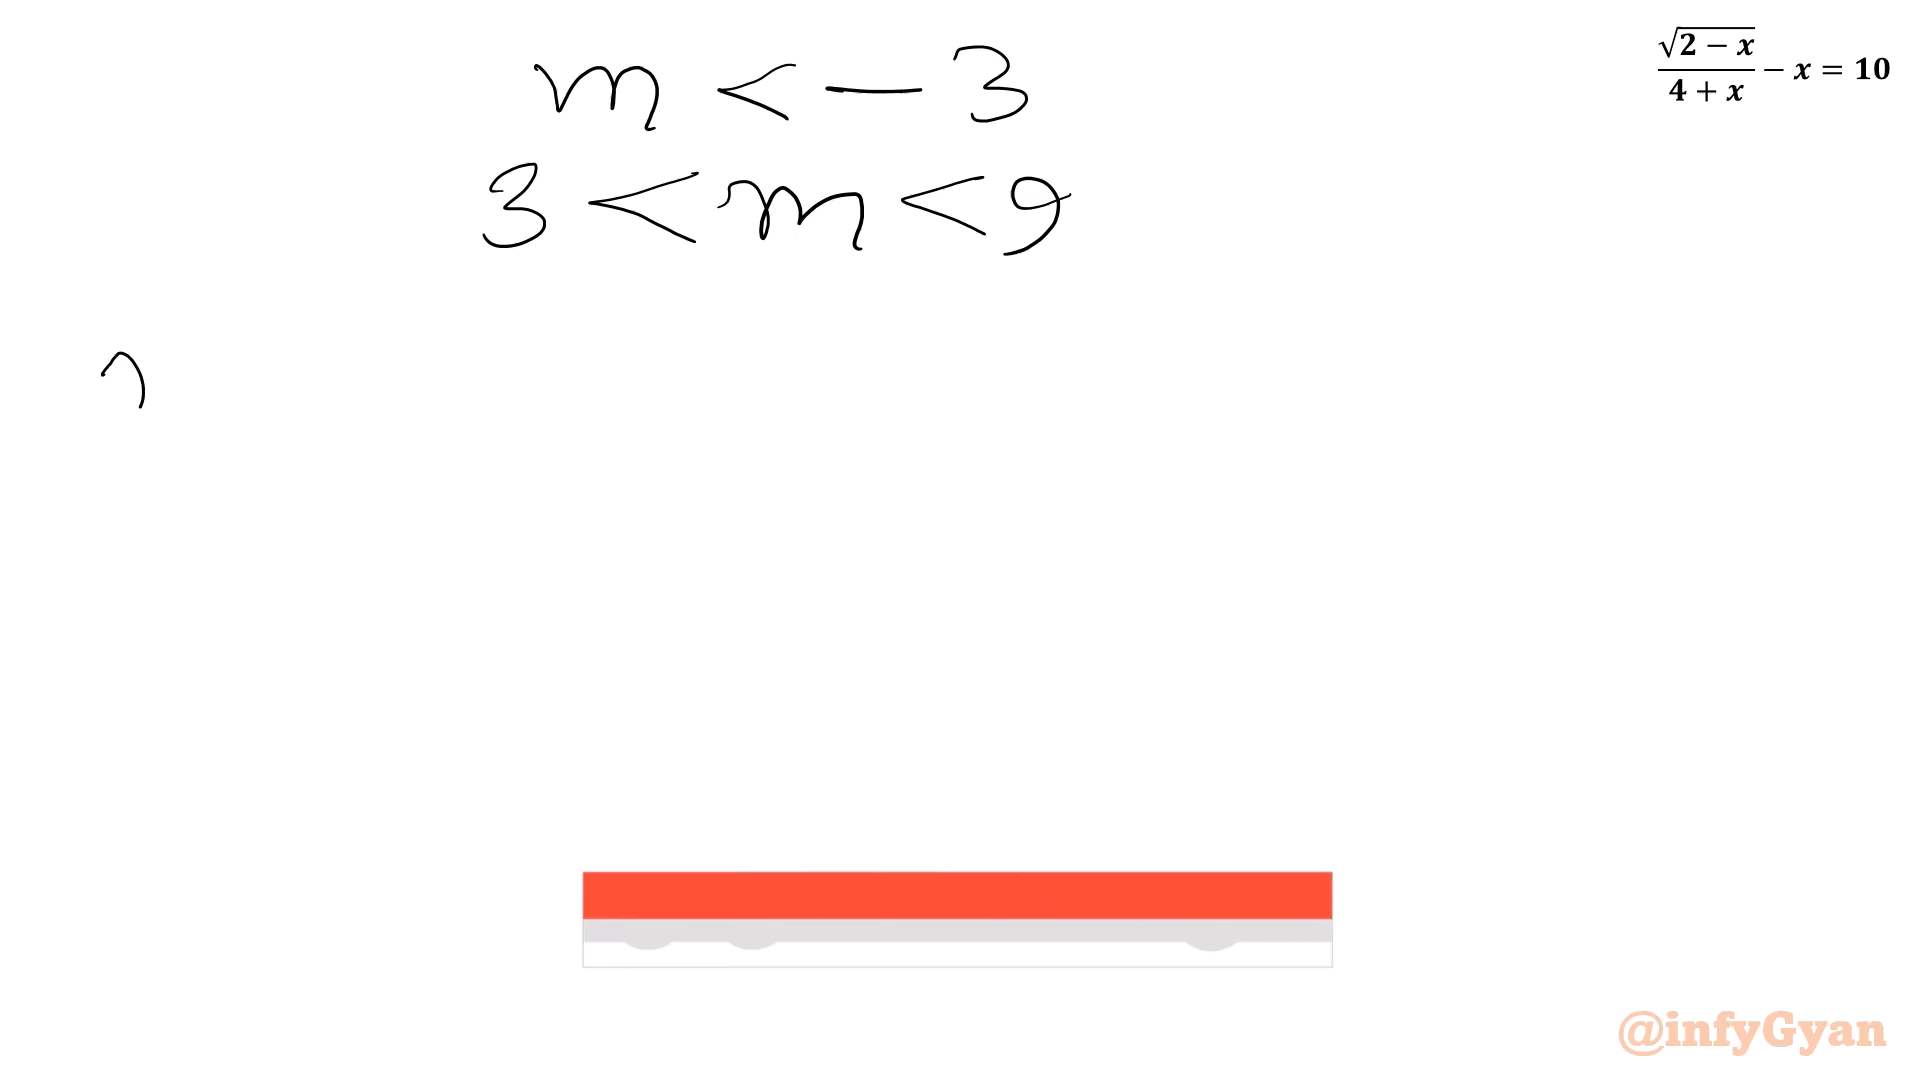 m < - 3
3 < m < 9
√(2 − x) / (4 + x) − x = 10
@infyGyan